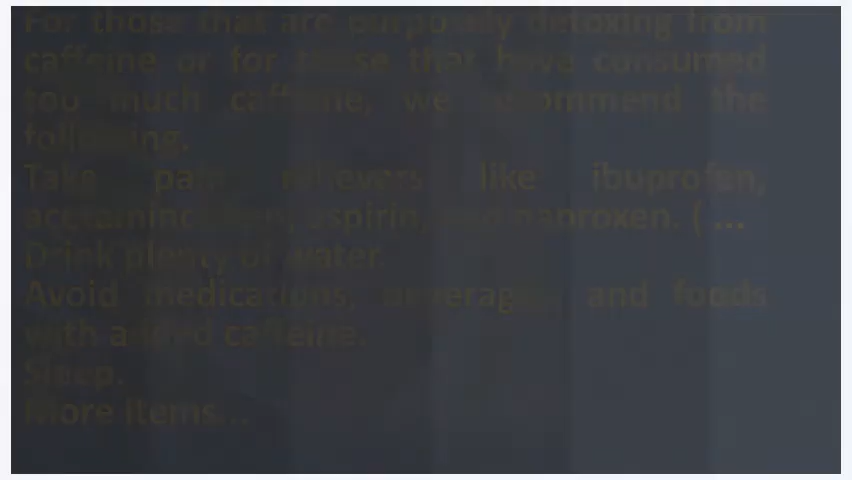 For those that are purposely detoxing from
caffeine or for those that have consumed
too much caffeine, we recommend the
following.
Take pain relievers like ibuprofen,
acetaminophen, aspirin, and naproxen. ( ...
Drink plenty of water.
Avoid medications, beverages, and foods
with added caffeine.
Sleep.
More items...